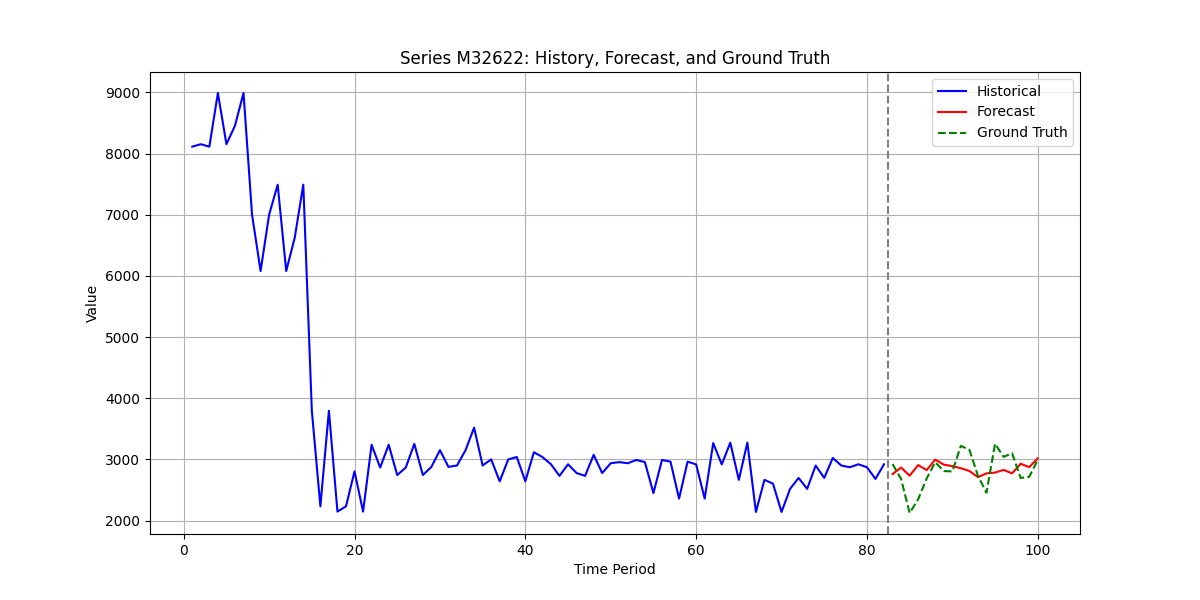 Series M32622: History, Forecast, and Ground Truth
Historical
Forecast
Ground Truth
Value
9000
8000
7000
6000
5000
4000
3000
2000
0 20 40 60 80 100
Time Period